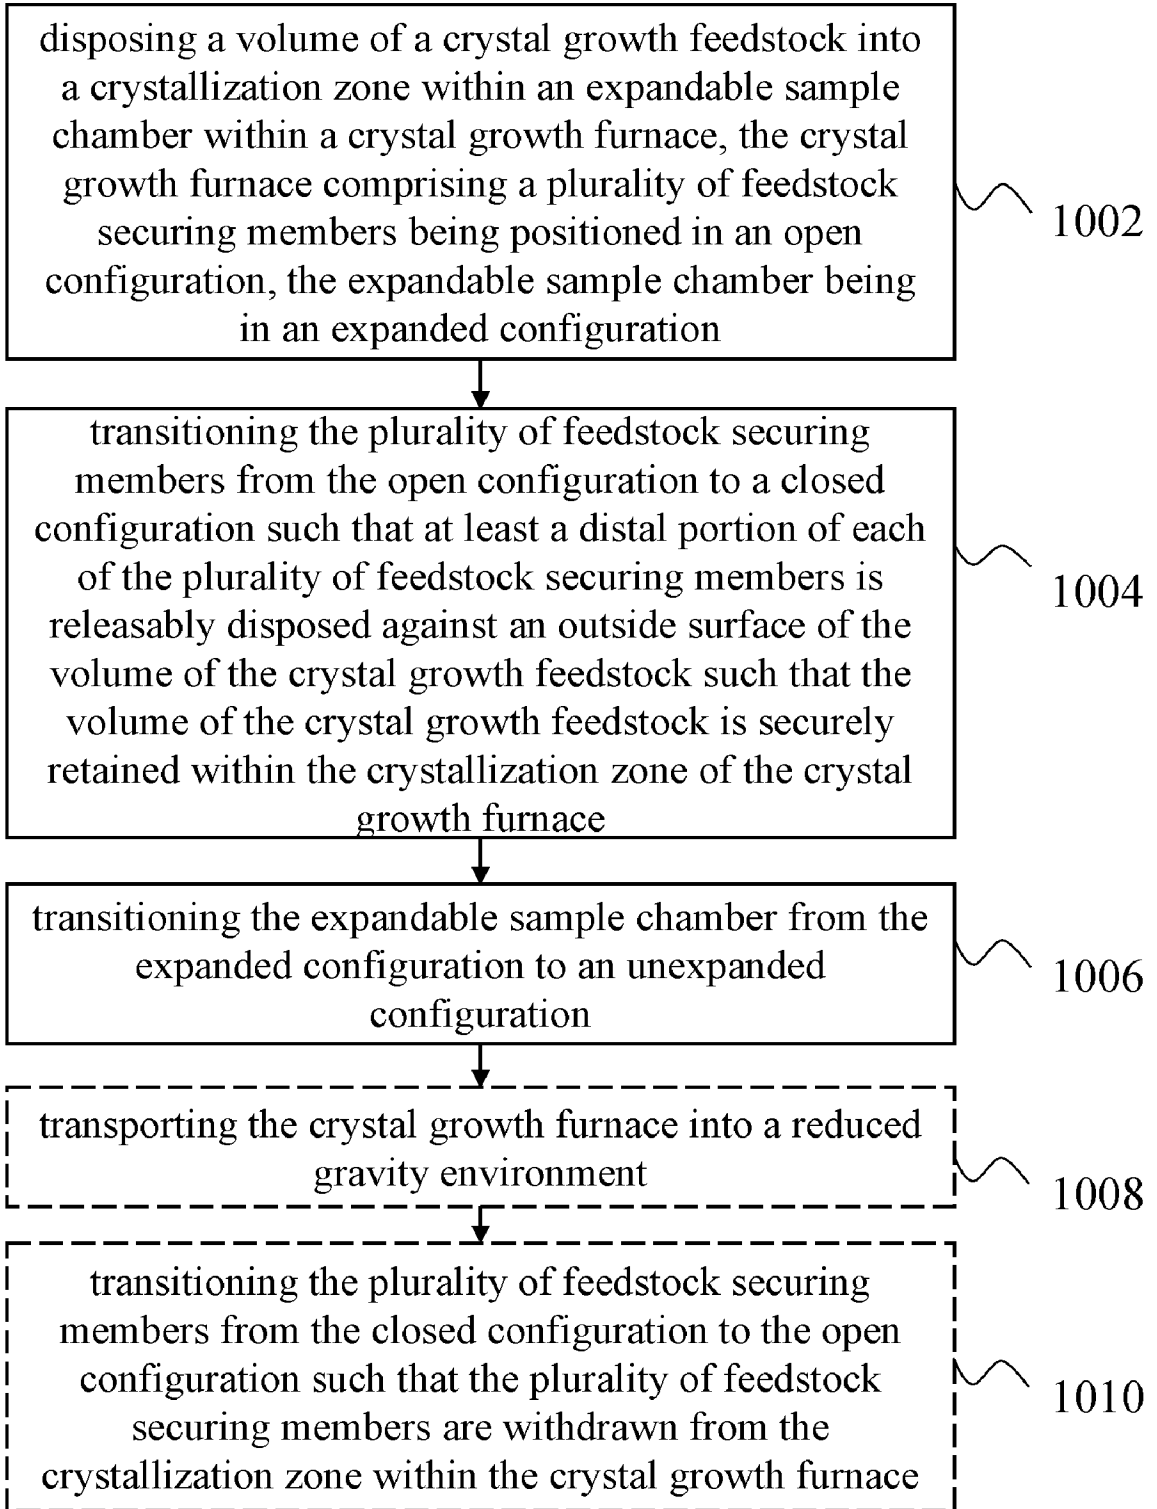 disposing a volume of a crystal growth feedstock into
a crystallization zone within an expandable sample
chamber within a crystal growth furnace, the crystal
growth furnace comprising a plurality of feedstock
securing members being positioned in an open
configuration, the expandable sample chamber being
in an expanded configuration
1002
transitioning the plurality of feedstock securing
members from the open configuration to a closed
configuration such that at least a distal portion of each
of the plurality of feedstock securing members is
releasably disposed against an outside surface of the
volume of the crystal growth feedstock such that the
volume of the crystal growth feedstock is securely
retained within the crystallization zone of the crystal
growth furnace
1004
transitioning the expandable sample chamber from the
expanded configuration to an unexpanded
configuration
1006
transporting the crystal growth furnace into a reduced
gravity environment
1008
transitioning the plurality of feedstock securing
members from the closed configuration to the open
configuration such that the plurality of feedstock
securing members are withdrawn from the
crystallization zone within the crystal growth furnace
1010